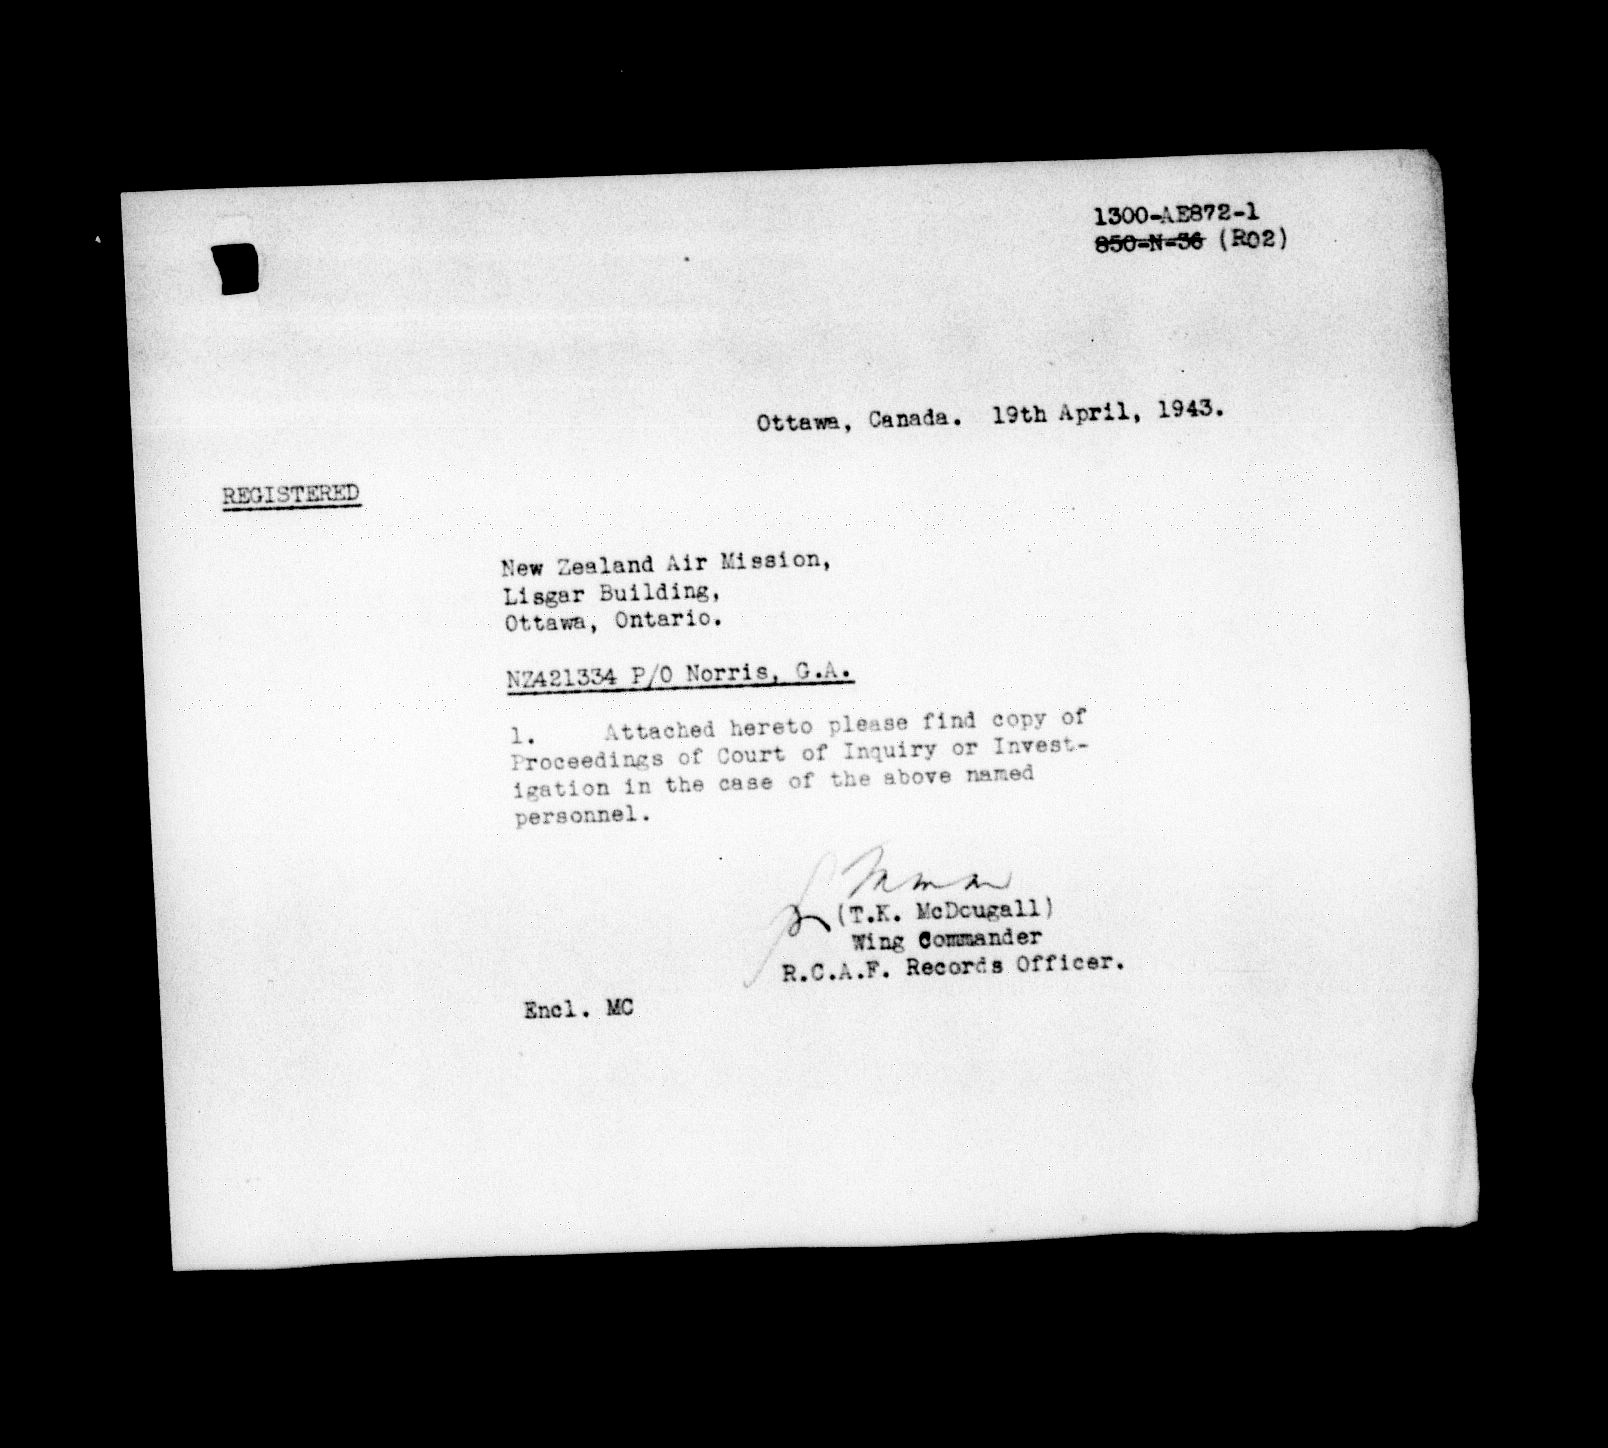 1300-AE872-1
850-N-36 (R02)
Ottawa, Canada. 19th April, 1943.
REGISTERED
New Zealand Air Mission,
Lisgar Building,
Ottawa, Ontario.
NZ421334 P/O Norris, G.A.
1. Attached hereto please find copy of
Proceedings of Court of Inquiry or Invest-
igation in the case of the above named
personnel.
(T.K. McDougall)
Wing Commander
R.C.A.F. Records Officer.
Encl. MC